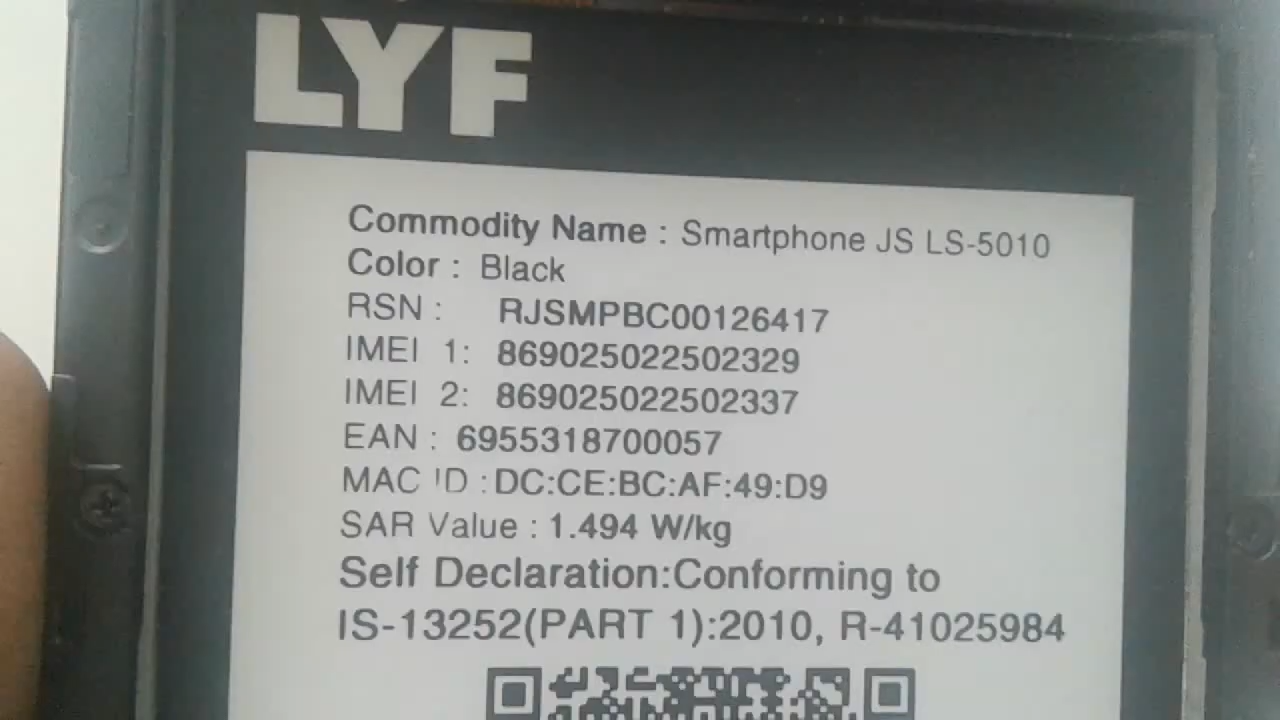 LYF
Commodity Name : Smartphone JS LS-5010
Color : Black
RSN : RJSMPBC00126417
IMEI 1: 869025022502329
IMEI 2: 869025022502337
EAN : 6955318700057
MAC ID :DC:CE:BC:AF:49:D9
SAR Value : 1.494 W/kg
Self Declaration:Conforming to
IS-13252(PART 1):2010, R-41025984